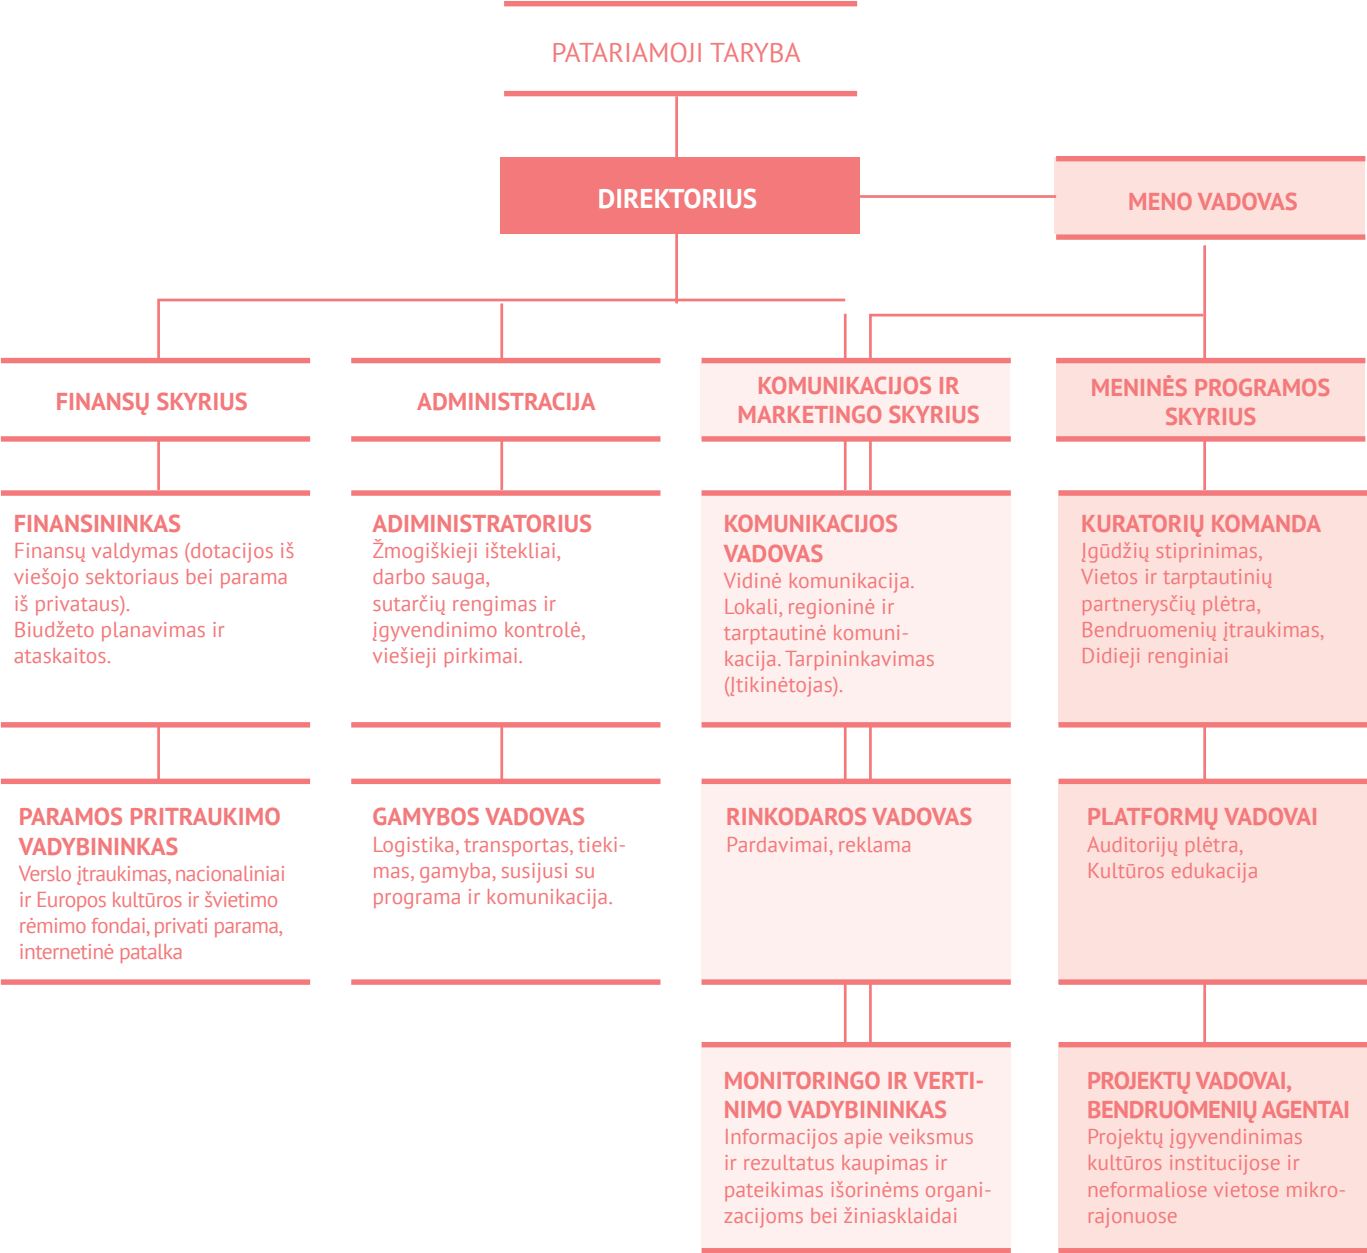 PATARIAMOJI TARYBA
DIREKTORIUS
MENO VADOVAS
FINANSŲ SKYRIUS
ADMINISTRACIJA
KOMUNIKACIJOS IR
MARKETINGO SKYRIUS
MENINĖS PROGRAMOS
SKYRIUS
FINANSININKAS
Finansų valdymas (dotacijos iš
viešojo sektoriaus bei parama
iš privataus).
Biudžeto planavimas ir
ataskaitos.
ADIMINISTRATORIUS
Žmogiškieji ištekliai,
darbo sauga,
sutarčių rengimas ir
įgyvendinimo kontrolė,
viešieji pirkimai.
KOMUNIKACIJOS
VADOVAS
Vidinė komunikacija.
Lokali, regioninė ir
tarptautinė komuni-
kacija. Tarpininkavimas
(Įtikinėtojas).
KURATORIŲ KOMANDA
Įgūdžių stiprinimas,
Vietos ir tarptautinių
partnerysčių plėtra,
Bendruomenių įtraukimas,
Didieji renginiai
PARAMOS PRITRAUKIMO
VADYBININKAS
Verslo įtraukimas, nacionaliniai
ir Europos kultūros ir švietimo
rėmimo fondai, privati parama,
internetinė patalka
GAMYBOS VADOVAS
Logistika, transportas, tieki-
mas, gamyba, susijusi su
programa ir komunikacija.
RINKODAROS VADOVAS
Pardavimai, reklama
PLATFORMŲ VADOVAI
Auditorijų plėtra,
Kultūros edukacija
MONITORINGO IR VERTI-
NIMO VADYBININKAS
Informacijos apie veiksmus
ir rezultatus kaupimas ir
pateikimas išorinėms organi-
zacijoms bei žiniasklaidai
PROJEKTŲ VADOVAI,
BENDRUOMENIŲ AGENTAI
Projektų įgyvendinimas
kultūros institucijose ir
neformaliose vietose mikro-
rajonuose